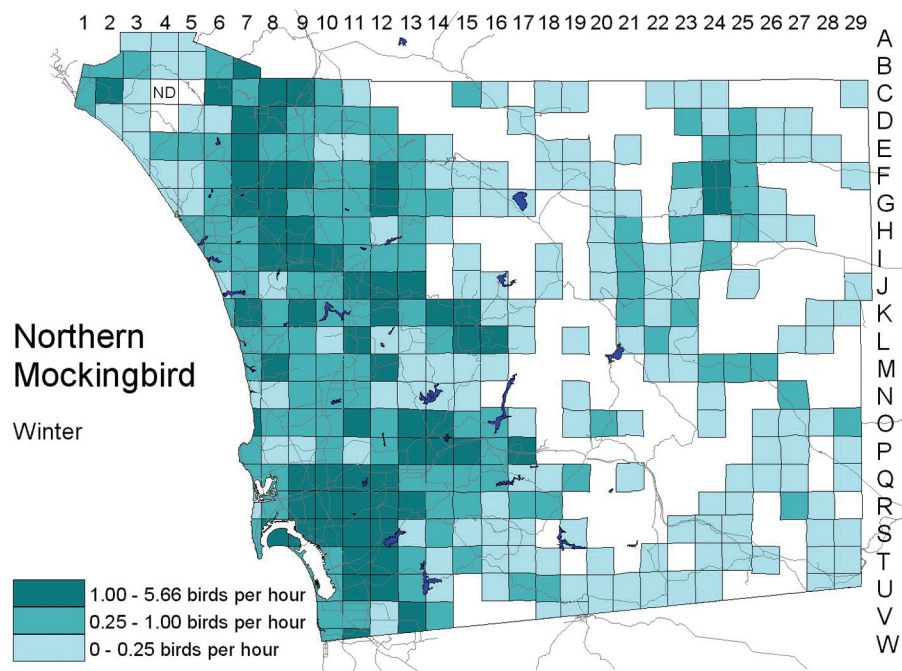 1 2 3 4 5 6 7 8 9 10 11 12 13 14 15 16 17 18 19 20 21 22 23 24 25 26 27 28 29
A
B
C
ND
D
E
F
G
H
I
J
K
L
Northern
Mockingbird
M
N
Winter
O
P
Q
R
S
T
U
V
W
1.00 - 5.66 birds per hour
0.25 - 1.00 birds per hour
0 - 0.25 birds per hour